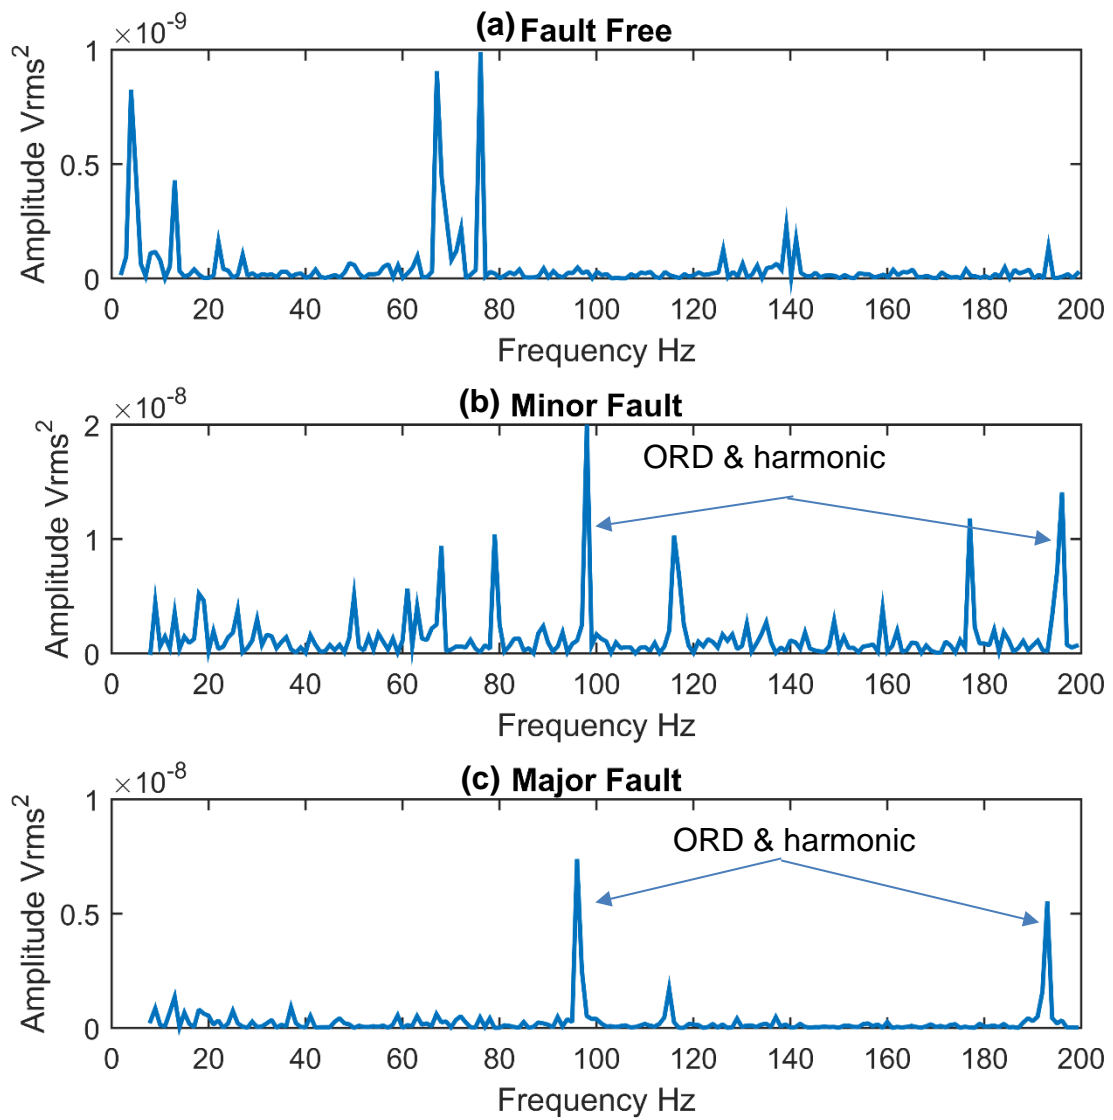 (a) Fault Free
×10⁻⁹
1
0.5
0
Amplitude Vrms²
0 20 40 60 80 100 120 140 160 180 200
Frequency Hz
(b) Minor Fault
×10⁻⁸
2
1
0
Amplitude Vrms²
ORD & harmonic
0 20 40 60 80 100 120 140 160 180 200
Frequency Hz
(c) Major Fault
×10⁻⁸
1
0.5
0
Amplitude Vrms²
ORD & harmonic
0 20 40 60 80 100 120 140 160 180 200
Frequency Hz